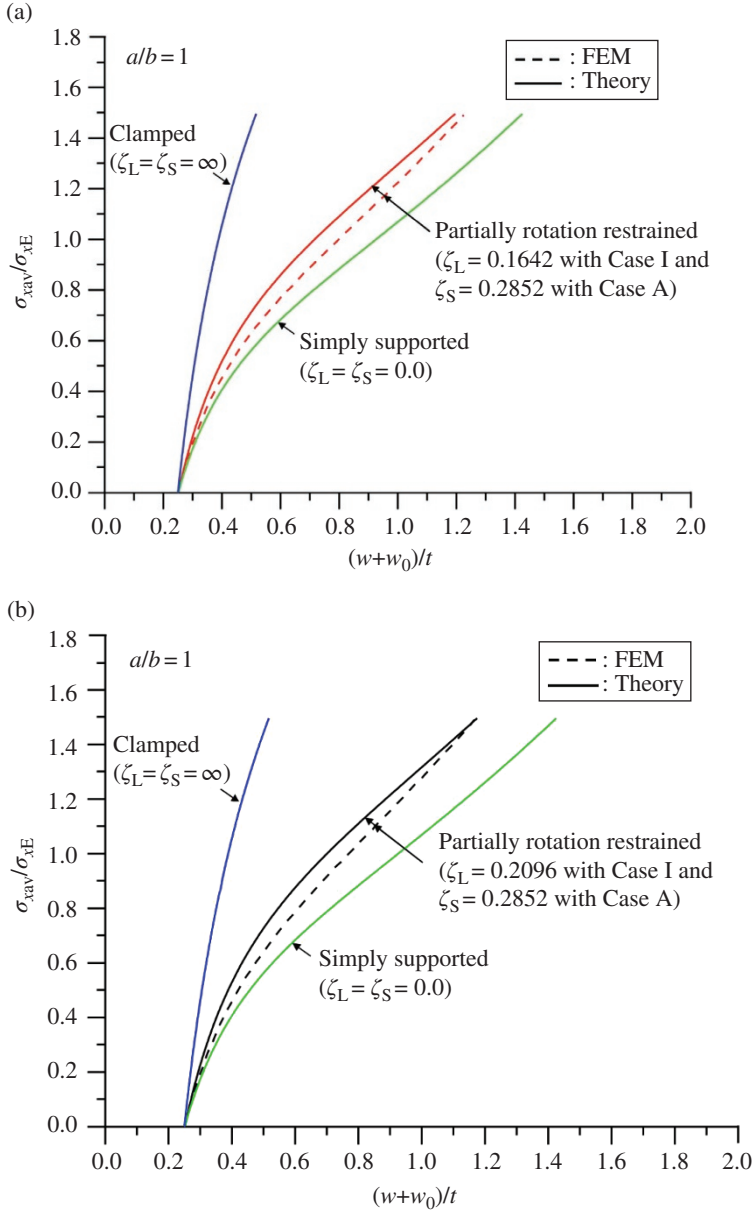 (a)
1.8
1.6
1.4
1.2
1.0
0.8
0.6
0.4
0.2
0.0
σxav/σxE
a/b = 1
- - - : FEM
— : Theory
Clamped
(ζL = ζS = ∞)
Partially rotation restrained
(ζL = 0.1642 with Case I and
ζS = 0.2852 with Case A)
Simply supported
(ζL = ζS = 0.0)
0.0 0.2 0.4 0.6 0.8 1.0 1.2 1.4 1.6 1.8 2.0
(w+w0)/t
(b)
1.8
1.6
1.4
1.2
1.0
0.8
0.6
0.4
0.2
0.0
σxav/σxE
a/b = 1
- - - : FEM
— : Theory
Clamped
(ζL = ζS = ∞)
Partially rotation restrained
(ζL = 0.2096 with Case I and
ζS = 0.2852 with Case A)
Simply supported
(ζL = ζS = 0.0)
0.0 0.2 0.4 0.6 0.8 1.0 1.2 1.4 1.6 1.8 2.0
(w+w0)/t